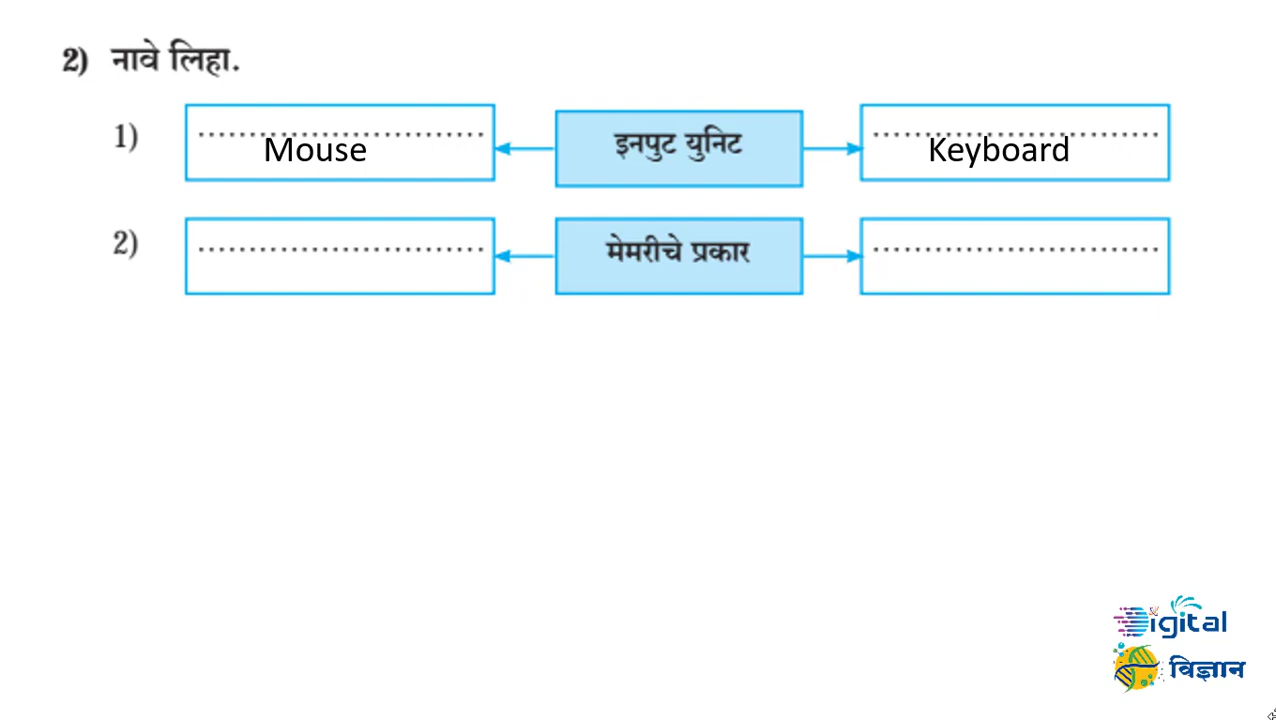 2) नावे लिहा.
1) .............................. Mouse इनपुट युनिट .............................. Keyboard
2) .............................. मेमरीचे प्रकार ..............................
Digital
विज्ञान